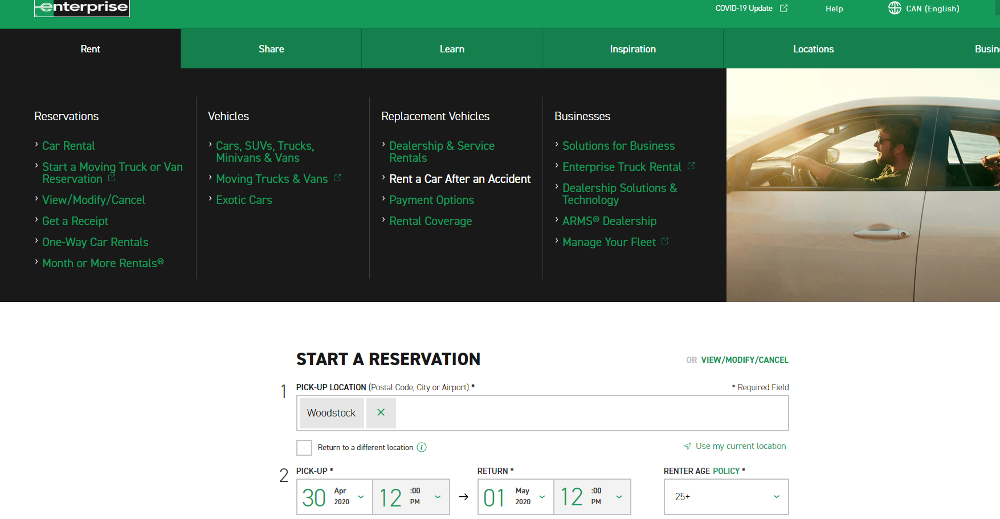 enterprise
COVID-19 Update
Help
CAN (English)
Rent
Share
Learn
Inspiration
Locations
Busin
Reservations
Car Rental
Start a Moving Truck or Van
Reservation
View/Modify/Cancel
Get a Receipt
One-Way Car Rentals
Month or More Rentals®
Vehicles
Cars, SUVs, Trucks,
Minivans & Vans
Moving Trucks & Vans
Exotic Cars
Replacement Vehicles
Dealership & Service
Rentals
Rent a Car After an Accident
Payment Options
Rental Coverage
Businesses
Solutions for Business
Enterprise Truck Rental
Dealership Solutions &
Technology
ARMS® Dealership
Manage Your Fleet
START A RESERVATION
OR VIEW/MODIFY/CANCEL
1 PICK-UP LOCATION (Postal Code, City or Airport) *
* Required Field
Woodstock
Return to a different location
Use my current location
2 PICK-UP *
30 Apr 2020
12 :00 PM
RETURN *
01 May 2020
12 :00 PM
RENTER AGE POLICY *
25+